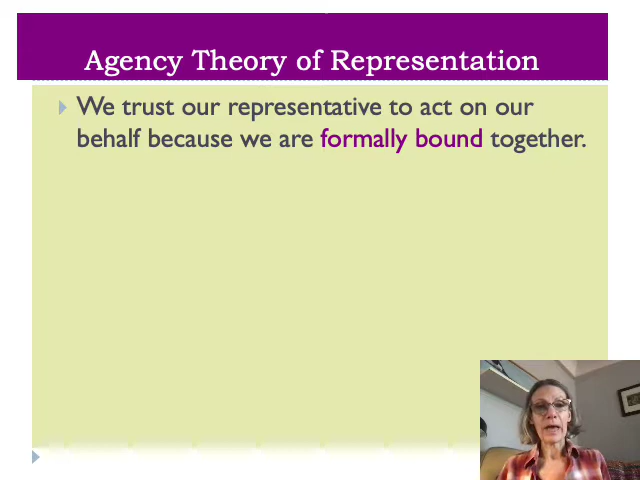 Agency Theory of Representation
We trust our representative to act on our
behalf because we are formally bound together.